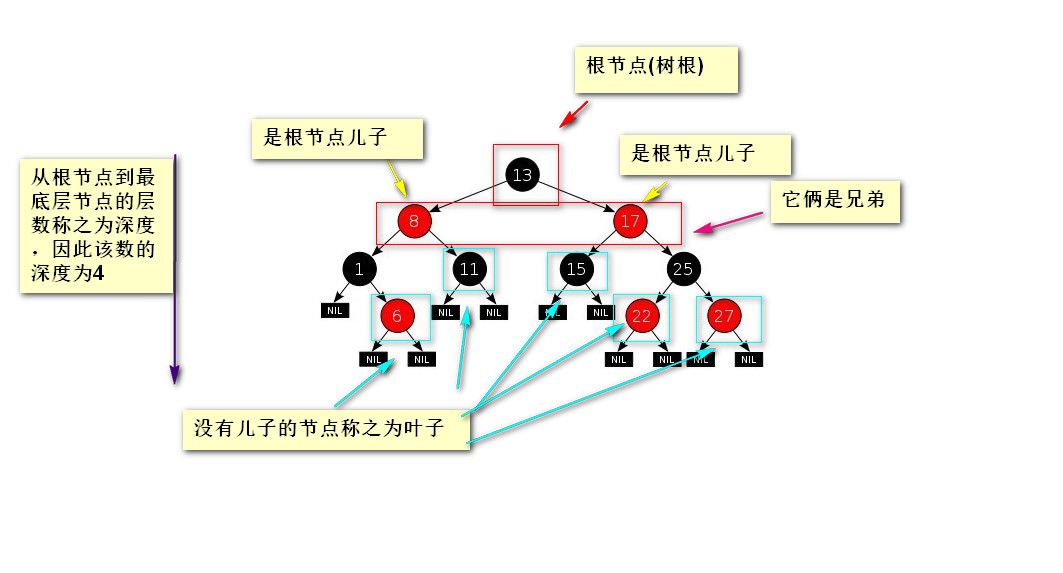 根节点(树根)
是根节点儿子
是根节点儿子
从根节点到最
底层节点的层
数称之为深度
，因此该数的
深度为4
它俩是兄弟
13
8
17
1
11
15
25
NIL
6
NIL
NIL
NIL
NIL
22
27
NIL
NIL
NIL
NIL
NIL
NIL
没有儿子的节点称之为叶子